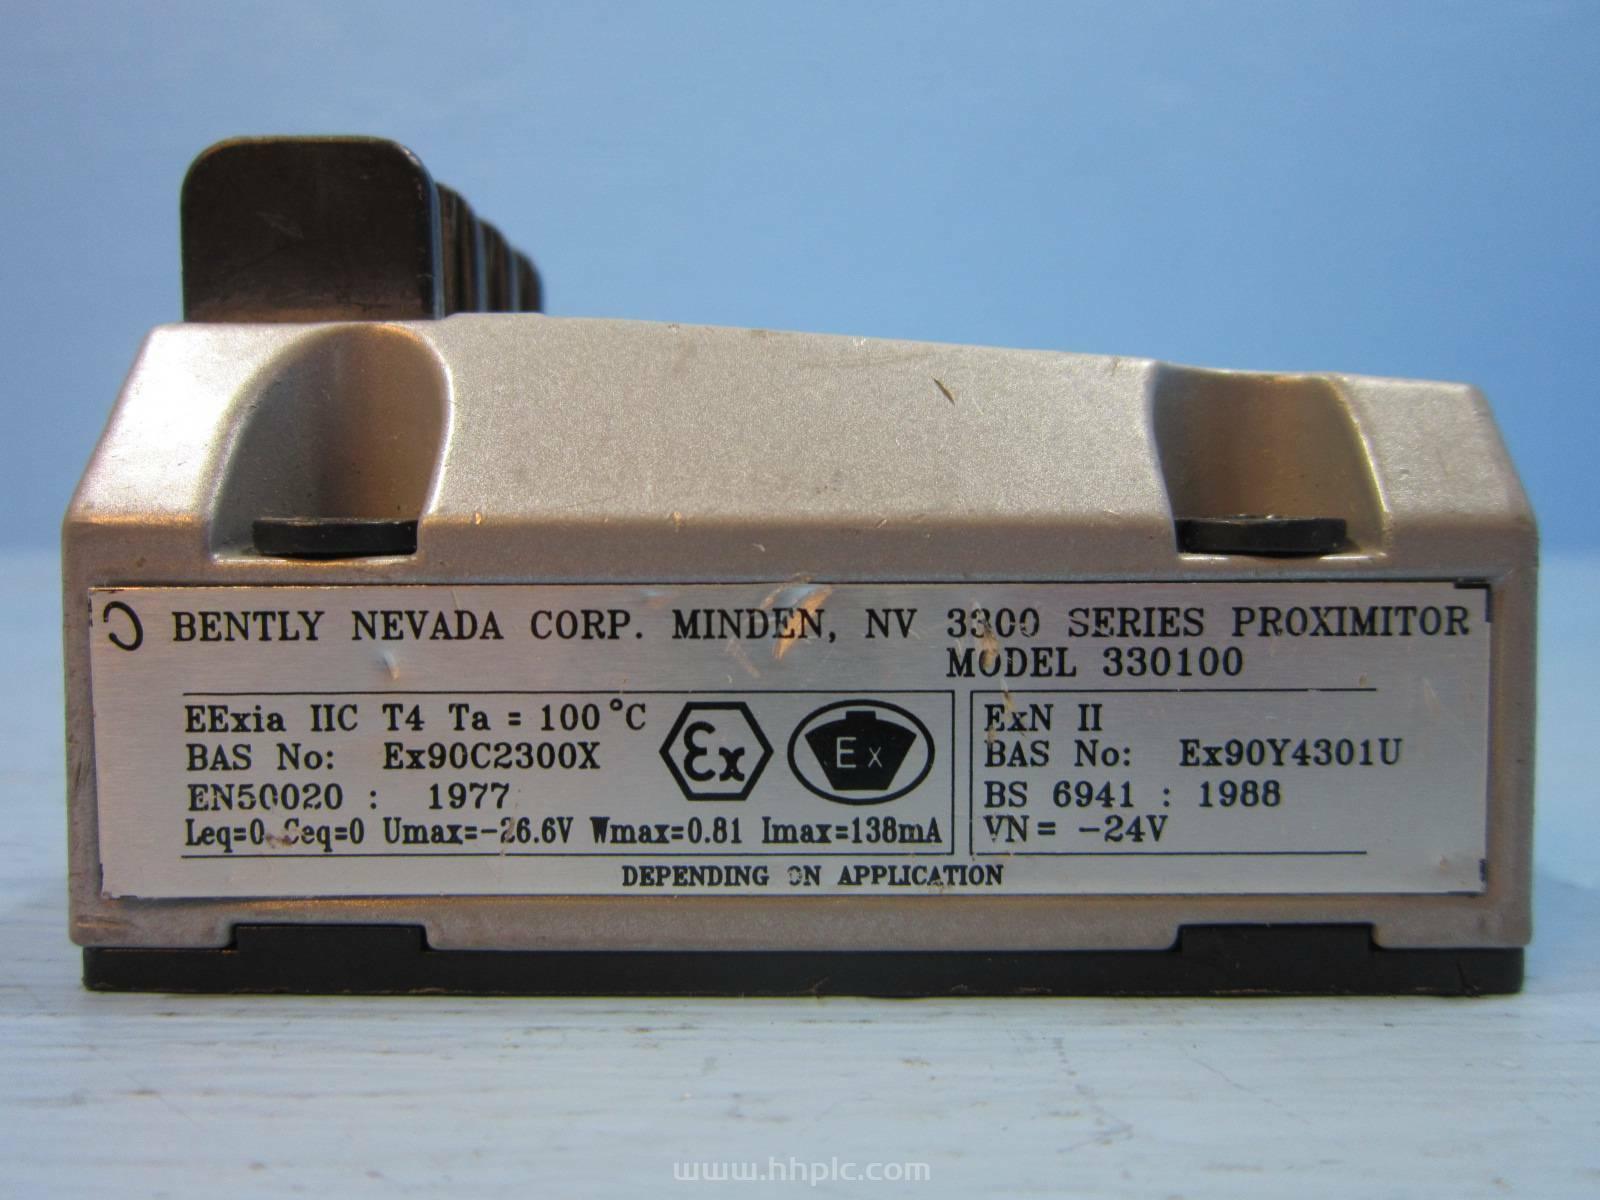 BENTLY NEVADA CORP. MINDEN, NV 3300 SERIES PROXIMITOR
MODEL 330100
EExia IIC T4 Ta = 100°C
BAS No: Ex90C2300X
EN50020 : 1977
Leq=0 Ceq=0 Umax=-26.6V Wmax=0.81 Imax=138mA
Ex
Ex
ExN II
BAS No: Ex90Y4301U
BS 6941 : 1988
VN= -24V
DEPENDING ON APPLICATION
www.hhplc.com